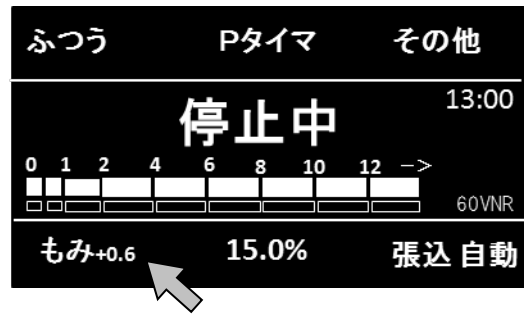 ふつう Pタイマ その他
13:00
停止中
0 1 2 4 6 8 10 12 -->
60VNR
もみ+0.6 15.0% 張込 自動